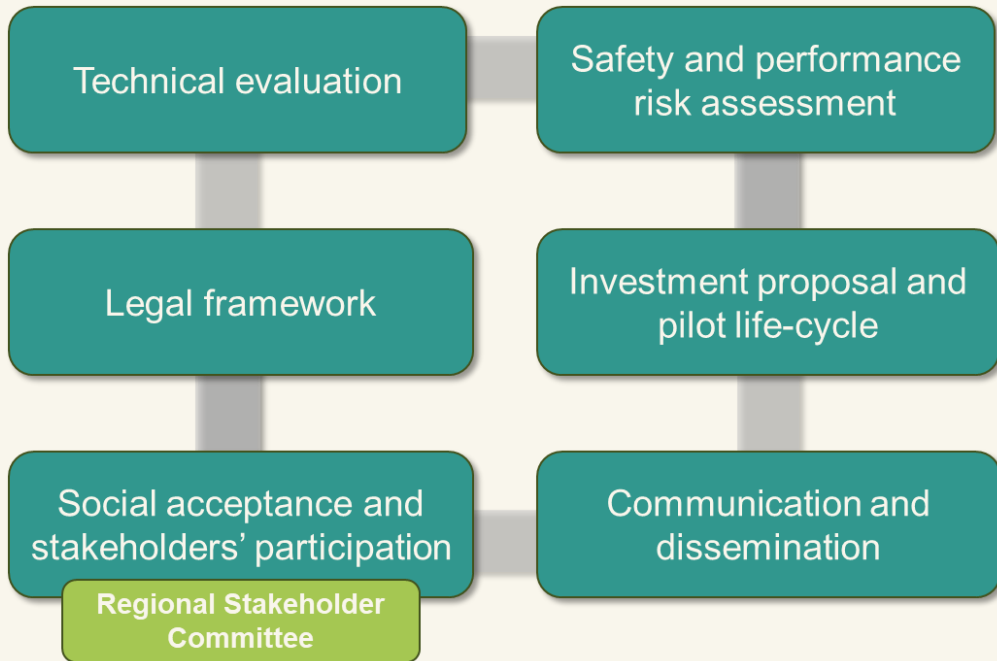 Technical evaluation
Safety and performance
risk assessment
Legal framework
Investment proposal and
pilot life-cycle
Social acceptance and
stakeholders’ participation
Communication and
dissemination
Regional Stakeholder
Committee